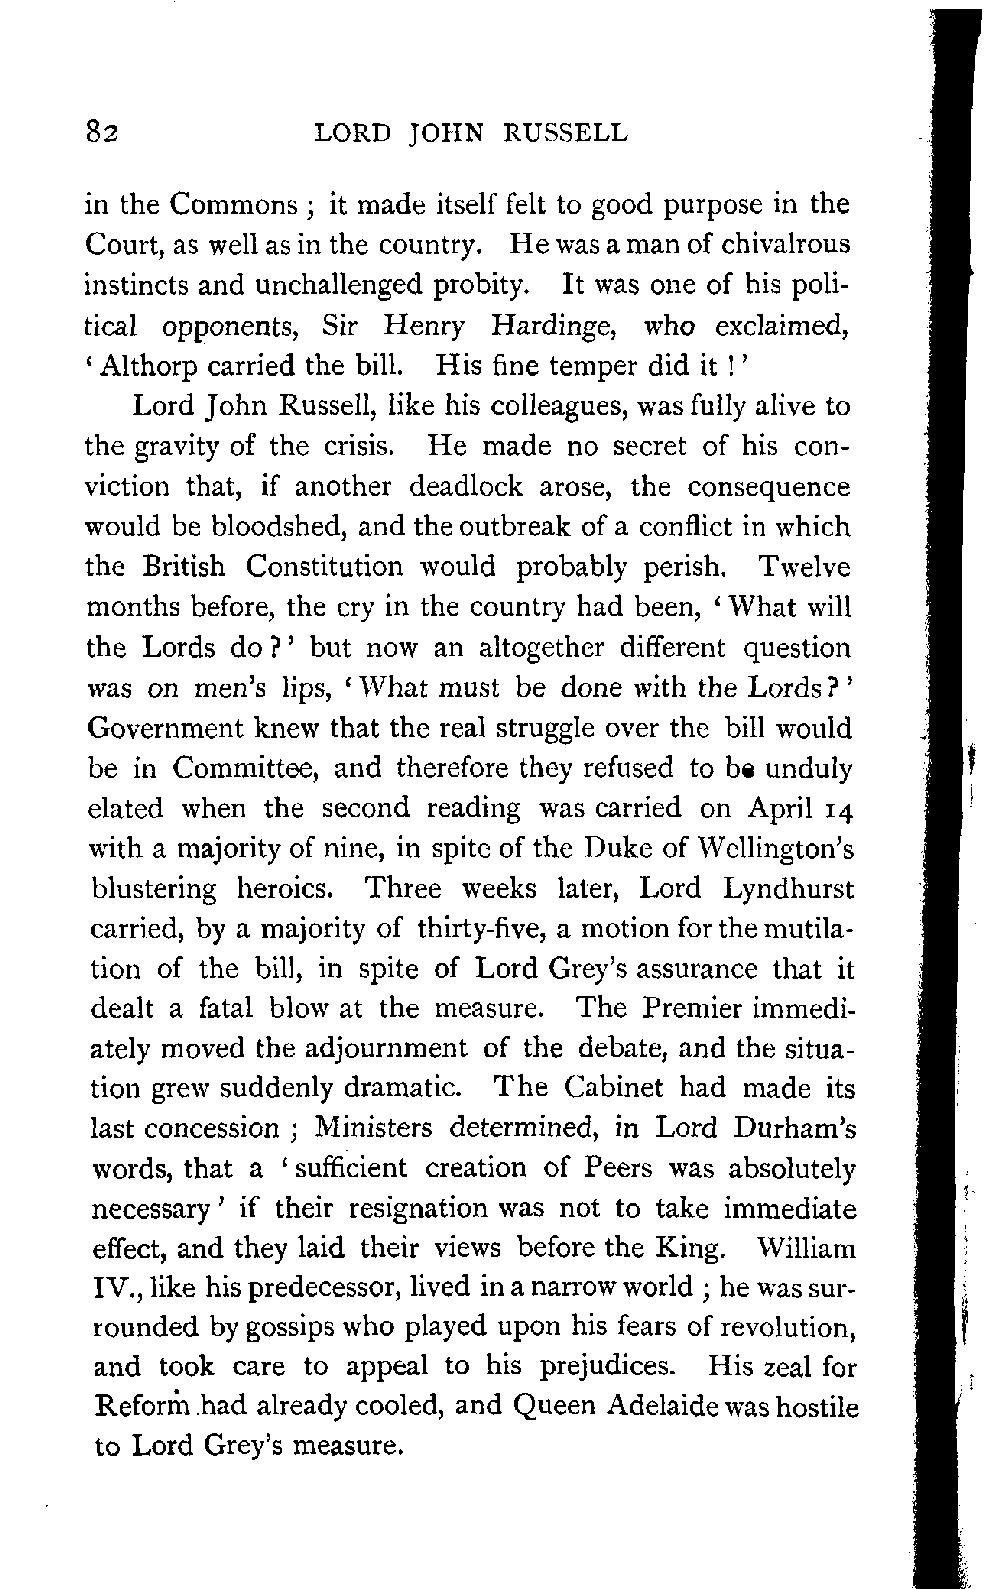 82 LORD JOHN RUSSELL
in the Commons ; it made itself felt to good purpose in the
Court, as well as in the country. He was a man of chivalrous
instincts and unchallenged probity. It was one of his poli-
tical opponents, Sir Henry Hardinge, who exclaimed,
‘ Althorp carried the bill. His fine temper did it ! ’
Lord John Russell, like his colleagues, was fully alive to
the gravity of the crisis. He made no secret of his con-
viction that, if another deadlock arose, the consequence
would be bloodshed, and the outbreak of a conflict in which
the British Constitution would probably perish. Twelve
months before, the cry in the country had been, ‘ What will
the Lords do ? ’ but now an altogether different question
was on men’s lips, ‘ What must be done with the Lords ? ’
Government knew that the real struggle over the bill would
be in Committee, and therefore they refused to be unduly
elated when the second reading was carried on April 14
with a majority of nine, in spite of the Duke of Wellington’s
blustering heroics. Three weeks later, Lord Lyndhurst
carried, by a majority of thirty-five, a motion for the mutila-
tion of the bill, in spite of Lord Grey’s assurance that it
dealt a fatal blow at the measure. The Premier immedi-
ately moved the adjournment of the debate, and the situa-
tion grew suddenly dramatic. The Cabinet had made its
last concession ; Ministers determined, in Lord Durham’s
words, that a ‘ sufficient creation of Peers was absolutely
necessary ’ if their resignation was not to take immediate
effect, and they laid their views before the King. William
IV., like his predecessor, lived in a narrow world ; he was sur-
rounded by gossips who played upon his fears of revolution,
and took care to appeal to his prejudices. His zeal for
Reform had already cooled, and Queen Adelaide was hostile
to Lord Grey’s measure.